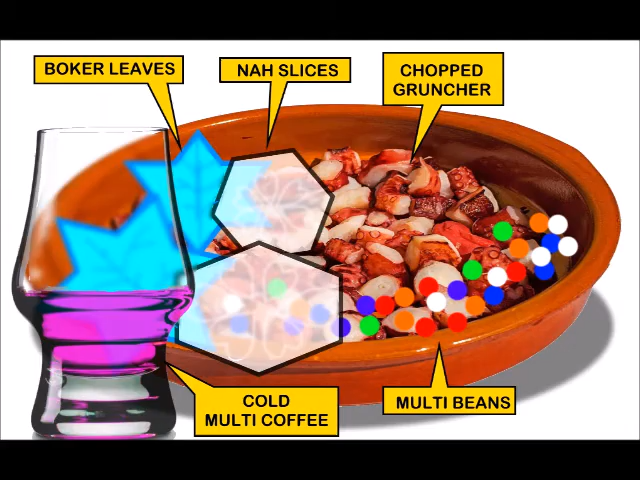 BOKER LEAVES
NAH SLICES
CHOPPED
GRUNCHER
COLD
MULTI COFFEE
MULTI BEANS